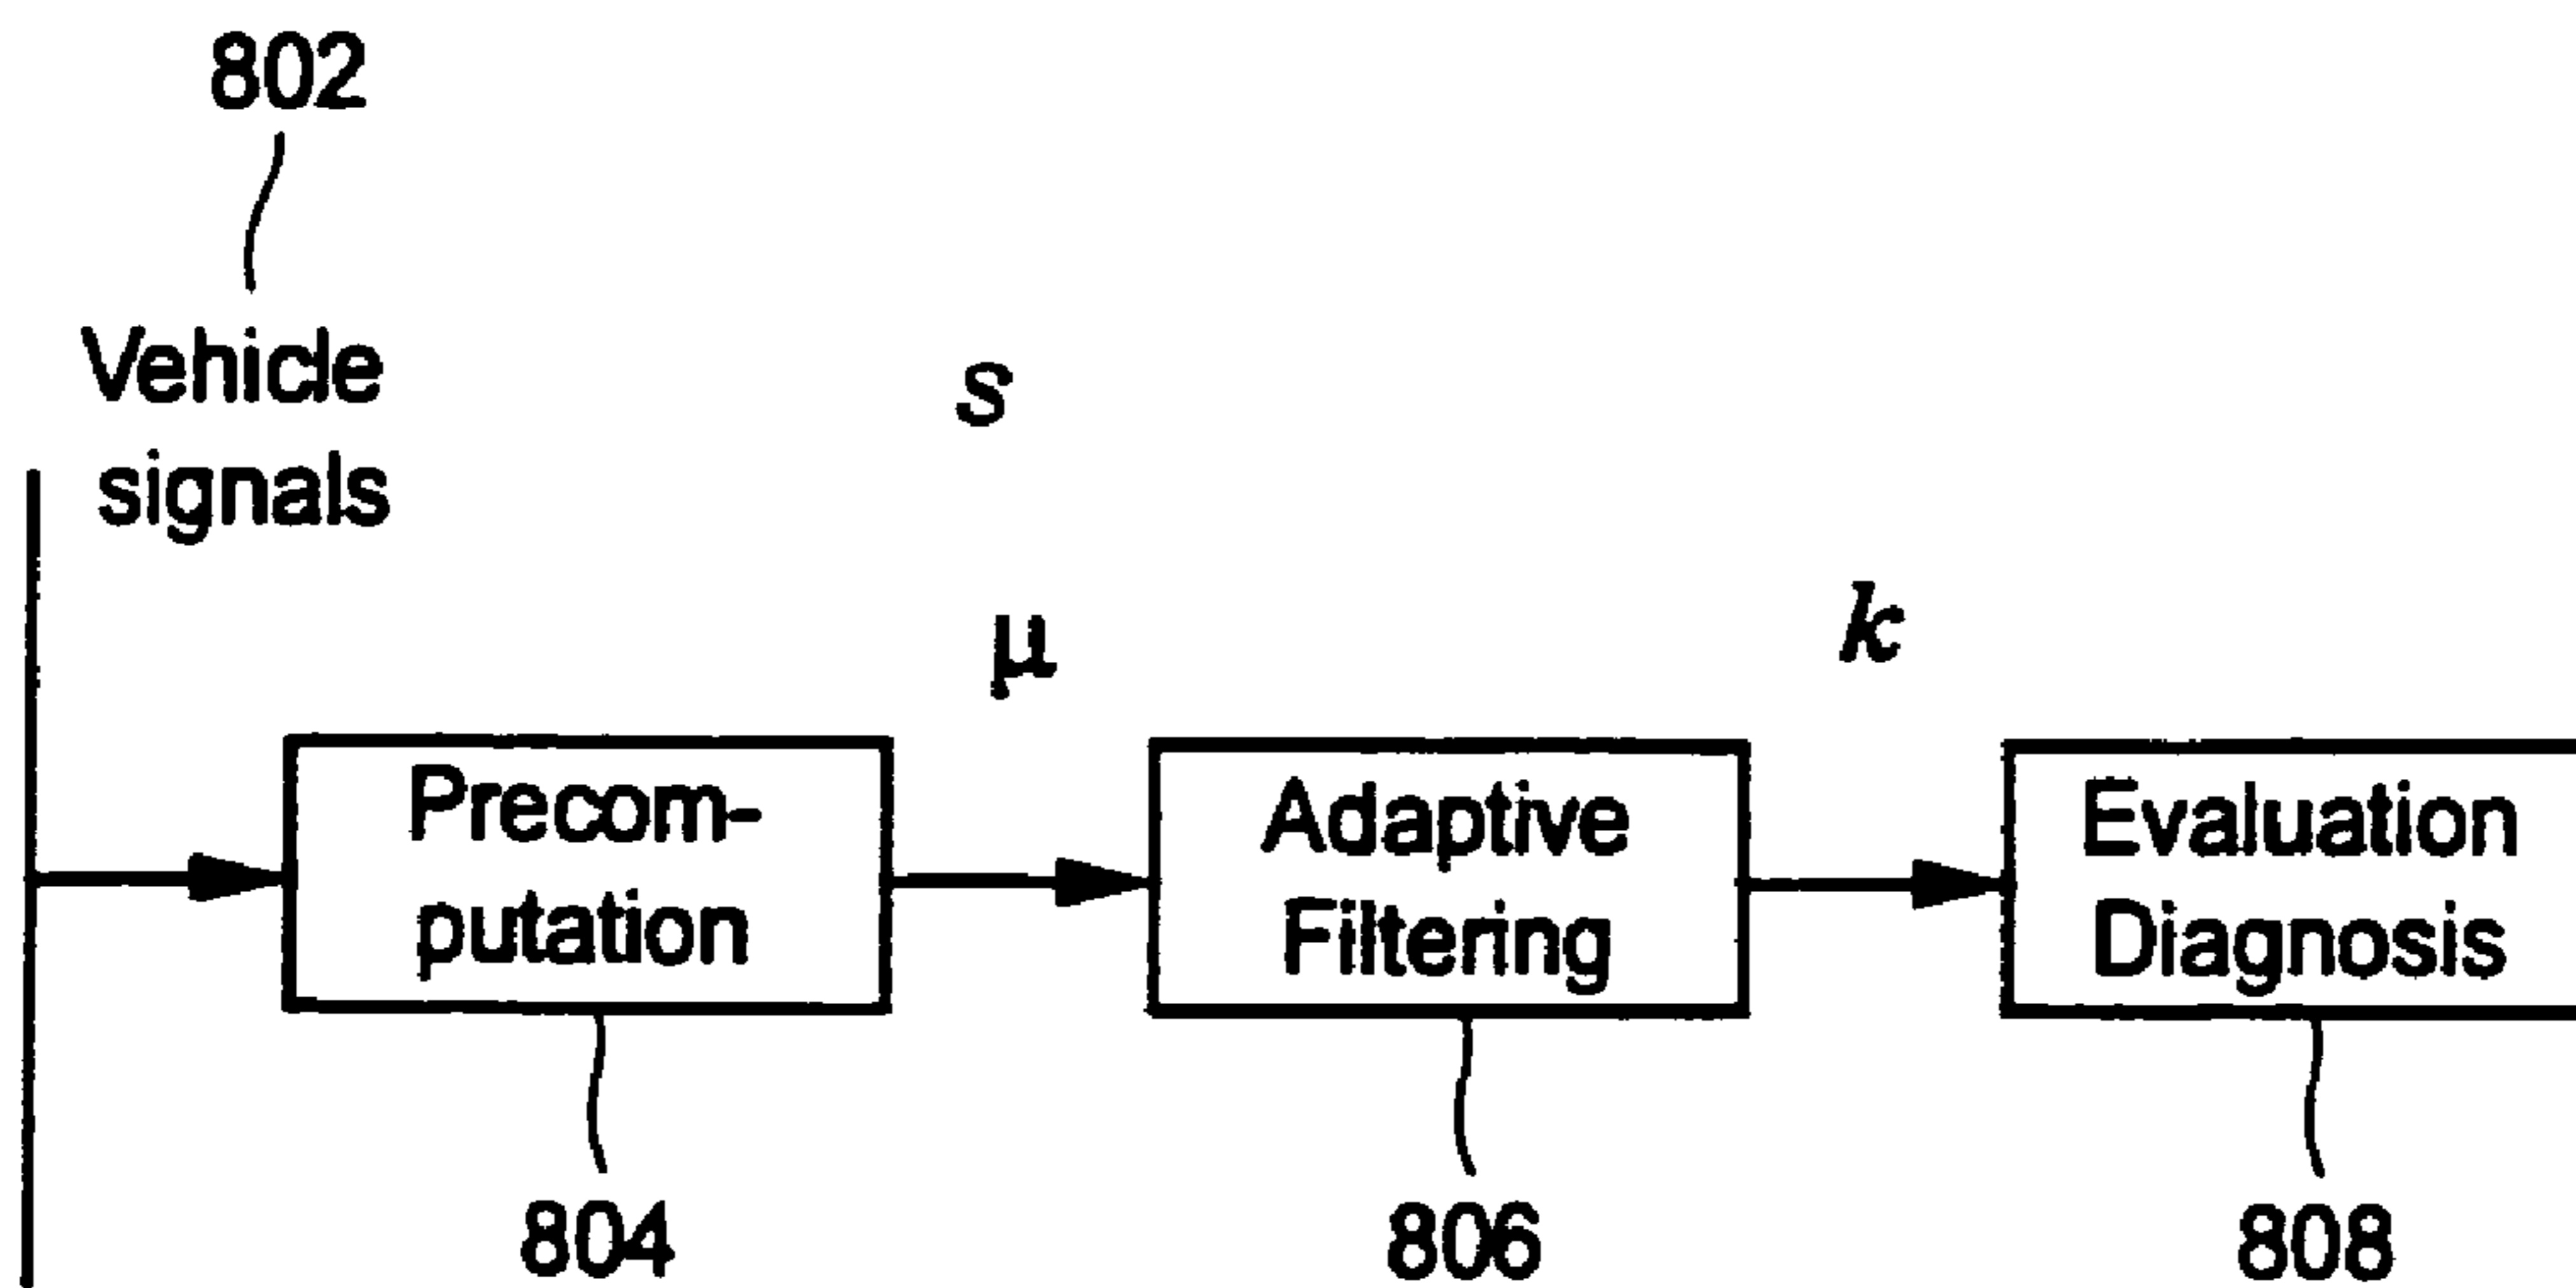 802
Vehicle
signals
s
μ
k
Precom-
putation
Adaptive
Filtering
Evaluation
Diagnosis
804
806
808